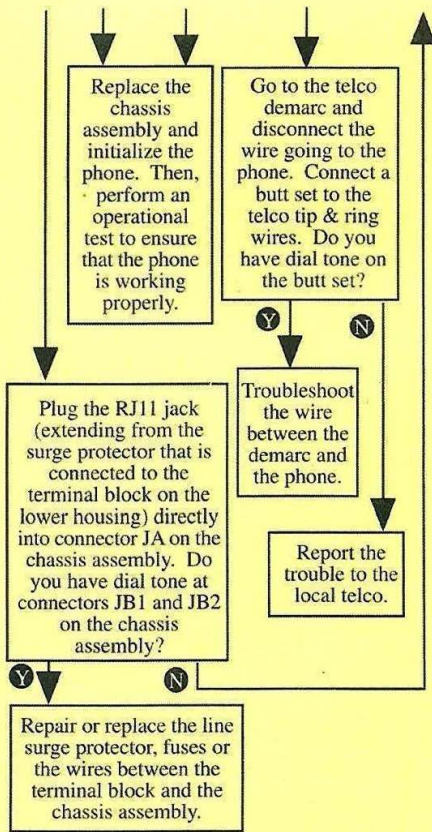 Replace the
chassis
assembly and
initialize the
phone. Then,
perform an
operational
test to ensure
that the phone
is working
properly.
Go to the telco
demarc and
disconnect the
wire going to the
phone. Connect a
butt set to the
telco tip & ring
wires. Do you
have dial tone on
the butt set?
Y
N
Troubleshoot
the wire
between the
demarc and
the phone.
Report the
trouble to the
local telco.
Plug the RJ11 jack
(extending from the
surge protector that is
connected to the
terminal block on the
lower housing) directly
into connector JA on the
chassis assembly. Do
you have dial tone at
connectors JB1 and JB2
on the chassis
assembly?
Y
N
Repair or replace the line
surge protector, fuses or
the wires between the
terminal block and the
chassis assembly.